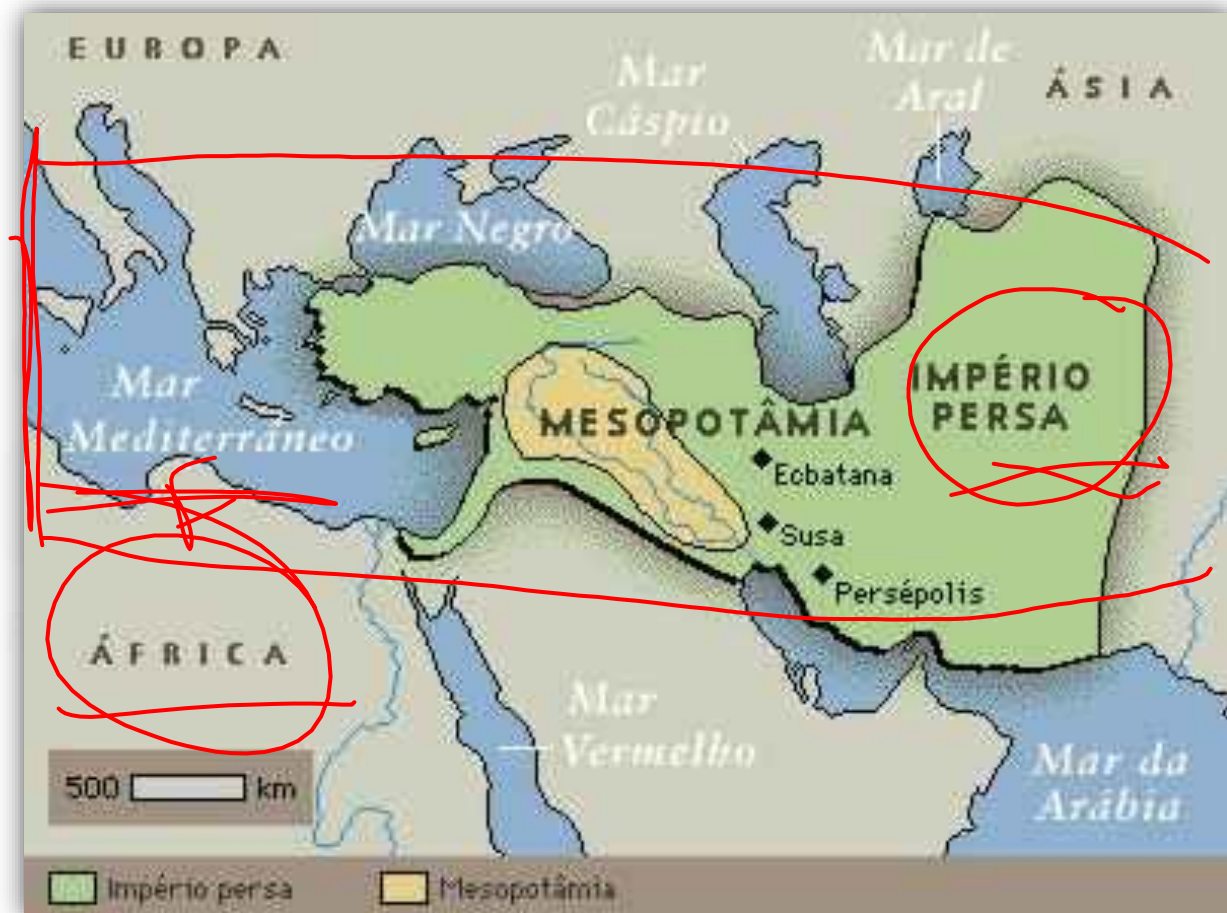 EUROPA
Mar de
Aral
ÁSIA
Mar
Cáspio
Mar Negro
IMPÉRIO
PERSA
Mar
Mediterrâneo
MESOPOTÂMIA
Ecbatana
Susa
Persépolis
ÁFRICA
Mar
Vermelho
Mar da
Arábia
500 km
Império persa
Mesopotâmia